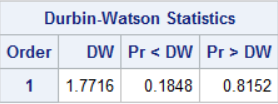 Durbin-Watson Statistics
Order DW Pr < DW Pr > DW
1 1.7716 0.1848 0.8152